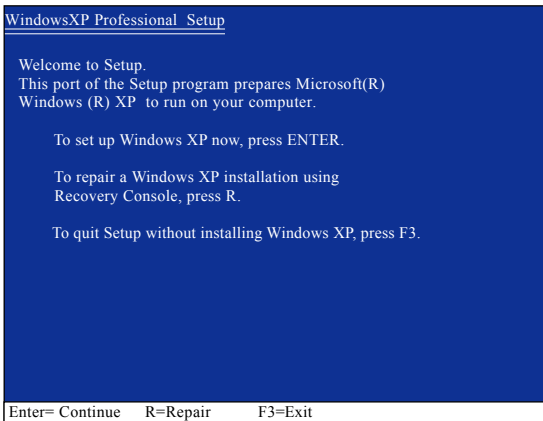 WindowsXP Professional Setup
Welcome to Setup.
This port of the Setup program prepares Microsoft(R)
Windows (R) XP to run on your computer.
To set up Windows XP now, press ENTER.
To repair a Windows XP installation using
Recovery Console, press R.
To quit Setup without installing Windows XP, press F3.
Enter= Continue R=Repair F3=Exit